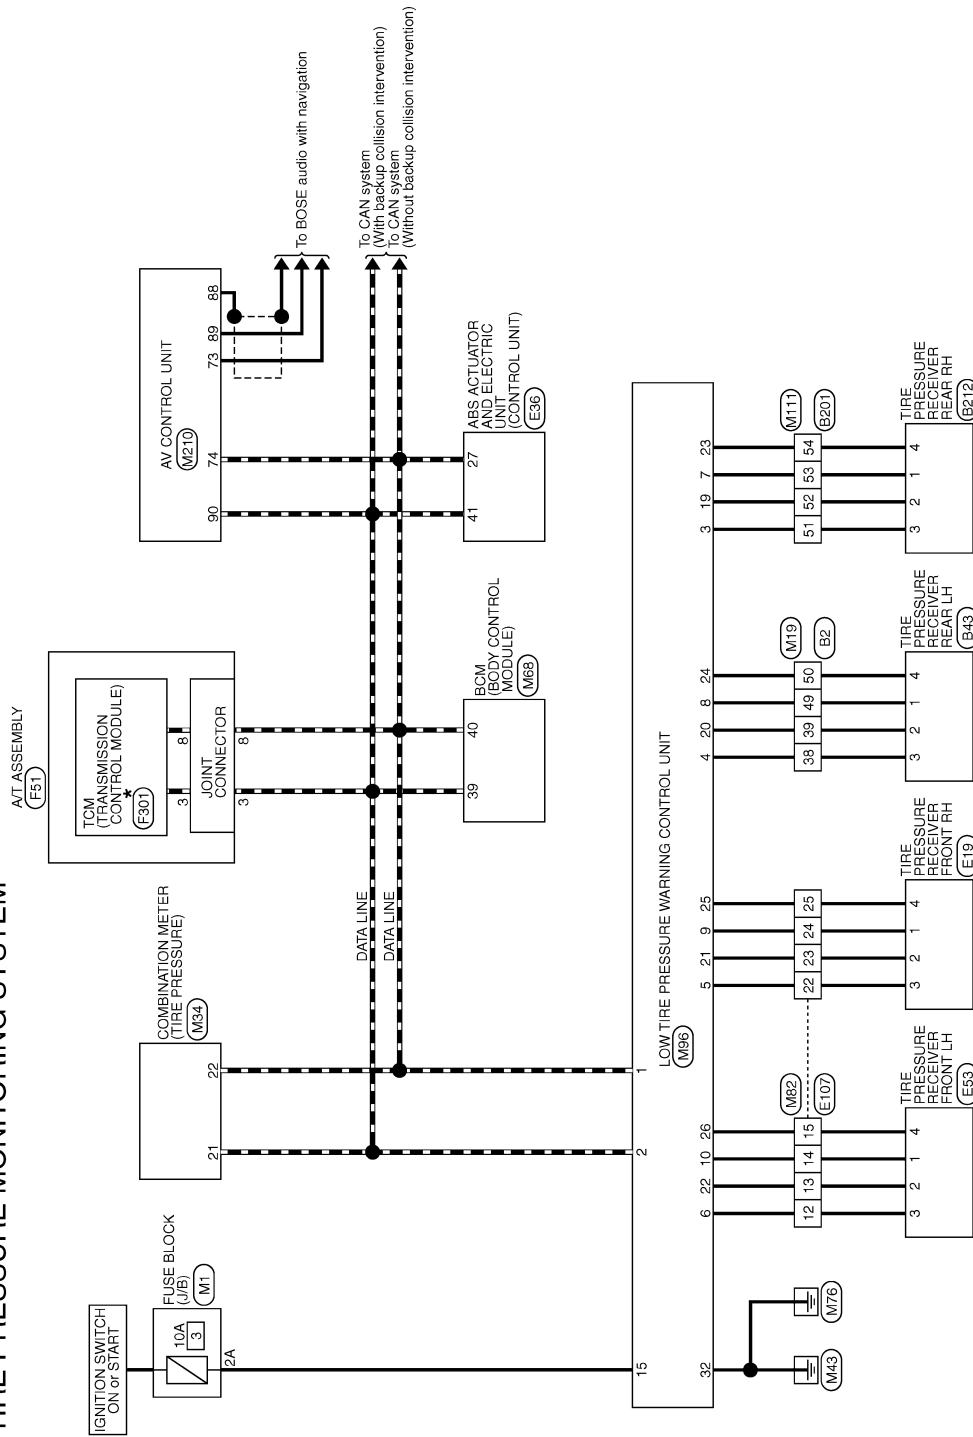 TIRE PRESSURE MONITORING SYSTEM
IGNITION SWITCH
ON or START
FUSE BLOCK
(J/B)
M1
10A
3
2A
COMBINATION METER
(TIRE PRESSURE)
M34
21
22
A/T ASSEMBLY
F51
TCM
(TRANSMISSION
CONTROL MODULE)
*
F301
3
8
JOINT
CONNECTOR
3
8
AV CONTROL UNIT
M210
90
74
73
89
88
To BOSE audio with navigation
To CAN system
(With backup collision intervention)
To CAN system
(Without backup collision intervention)
DATA LINE
DATA LINE
39
40
BCM
(BODY CONTROL
MODULE)
M68
41
27
ABS ACTUATOR
AND ELECTRIC
UNIT
(CONTROL UNIT)
E36
15
2
1
LOW TIRE PRESSURE WARNING CONTROL UNIT
M96
32
6
22
10
26
5
21
9
25
4
20
8
24
3
19
7
23
M43
M76
12
13
14
15
M82
E107
22
23
24
25
38
39
49
50
M19
B2
51
52
53
54
M111
B201
3
2
1
4
TIRE
PRESSURE
RECEIVER
FRONT LH
E53
3
2
1
4
TIRE
PRESSURE
RECEIVER
FRONT RH
E19
3
2
1
4
TIRE
PRESSURE
RECEIVER
REAR LH
B43
3
2
1
4
TIRE
PRESSURE
RECEIVER
REAR RH
B212